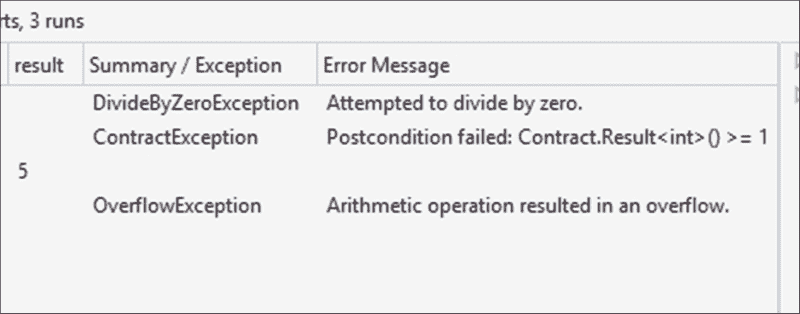 rts, 3 runs
result Summary / Exception Error Message
DivideByZeroException Attempted to divide by zero.
ContractException Postcondition failed: Contract.Result<int>() >= 1
5
OverflowException Arithmetic operation resulted in an overflow.